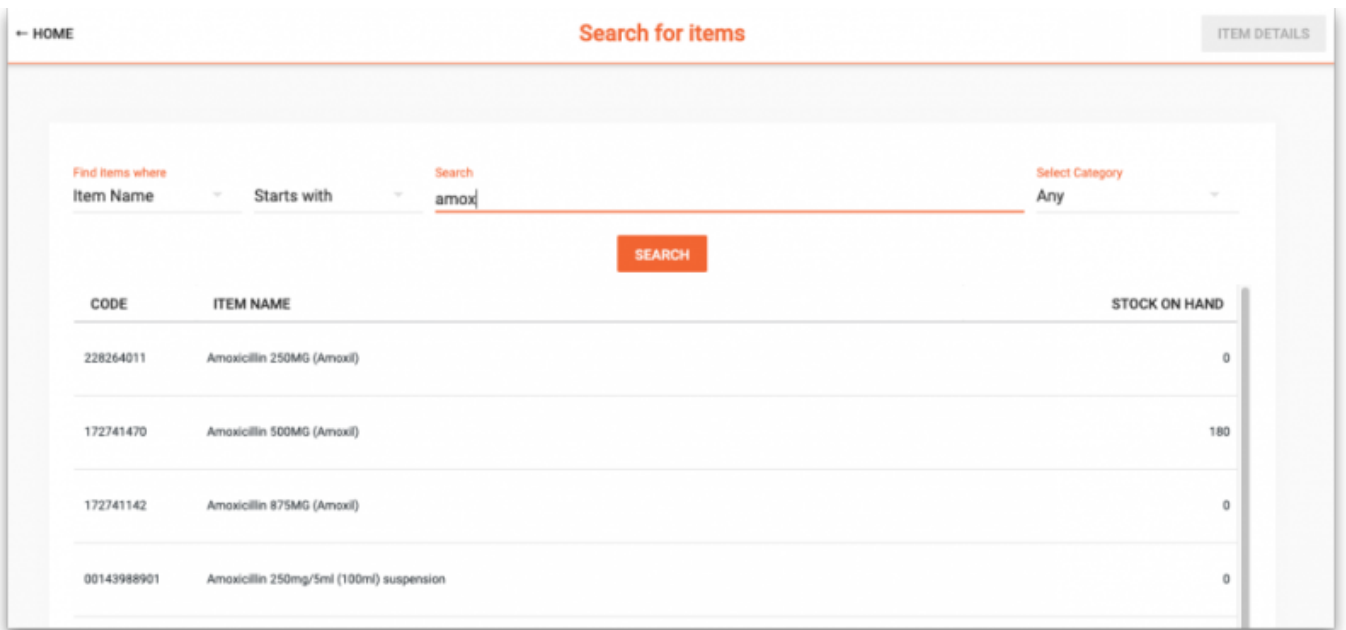 ← HOME Search for items ITEM DETAILS
Find items where Search Select Category
Item Name Starts with amox Any
SEARCH
CODE ITEM NAME STOCK ON HAND
228264011 Amoxicillin 250MG (Amoxil) 0
172741470 Amoxicillin 500MG (Amoxil) 180
172741142 Amoxicillin 875MG (Amoxil) 0
00143988901 Amoxicillin 250mg/5ml (100ml) suspension 0